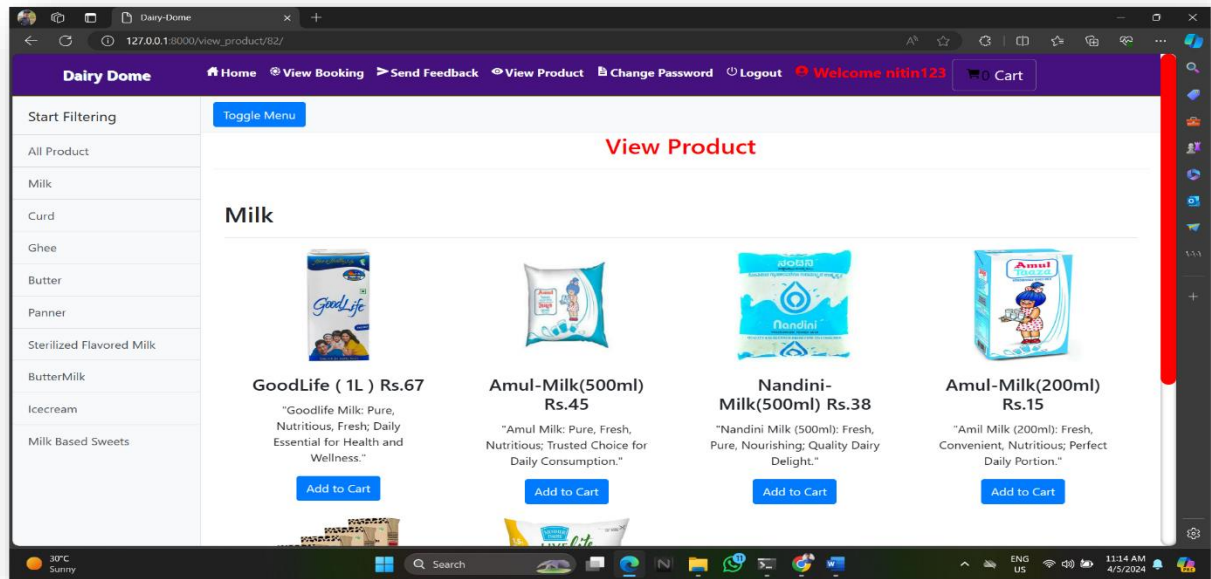 Dairy-Dome
127.0.0.1:8000/view_product/82/
Dairy Dome
Home
View Booking
Send Feedback
View Product
Change Password
Logout
Welcome nitin123
0 Cart
Start Filtering
All Product
Milk
Curd
Ghee
Butter
Panner
Sterilized Flavored Milk
ButterMilk
Icecream
Milk Based Sweets
Toggle Menu
View Product
Milk
GoodLife
GoodLife ( 1L ) Rs.67
"Goodlife Milk: Pure,
Nutritious, Fresh; Daily
Essential for Health and
Wellness."
Add to Cart
Amul
Taaza
Amul-Milk(500ml)
Rs.45
"Amul Milk: Pure, Fresh,
Nutritious; Trusted Choice for
Daily Consumption."
Add to Cart
ನಂದಿನಿ
Nandini
Nandini-
Milk(500ml) Rs.38
"Nandini Milk (500ml): Fresh,
Pure, Nourishing; Quality Dairy
Delight."
Add to Cart
Amul
Taaza
Amul-Milk(200ml)
Rs.15
"Amil Milk (200ml): Fresh,
Convenient, Nutritious; Perfect
Daily Portion."
Add to Cart
30°C
Sunny
Search
ENG
US
11:14 AM
4/5/2024